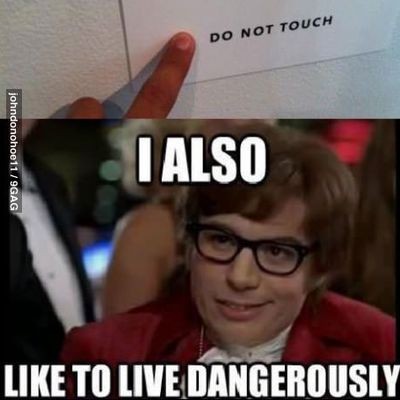 DO NOT TOUCH
johndonohoe11 / 9GAG
I ALSO
LIKE TO LIVE DANGEROUSLY